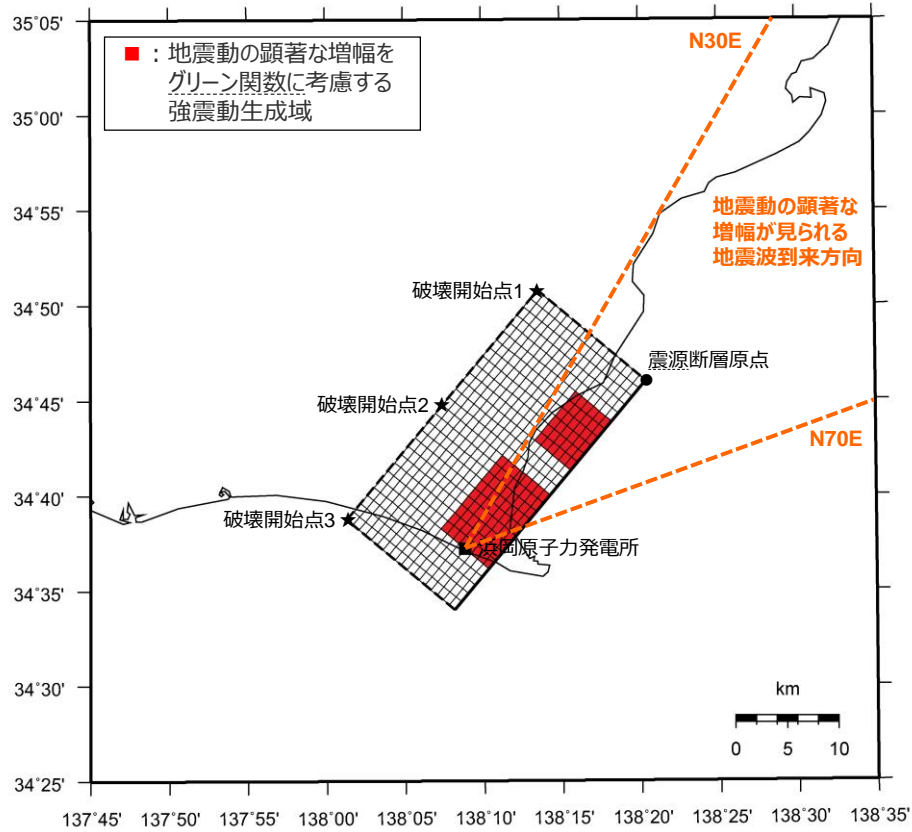 35˚05'
35˚00'
34˚55'
34˚50'
34˚45'
34˚40'
34˚35'
34˚30'
34˚25'
■ : 地震動の顕著な増幅を
グリーン関数に考慮する
強震動生成域
N30E
地震動の顕著な
増幅が見られる
地震波到来方向
破壊開始点1
震源断層原点
破壊開始点2
N70E
破壊開始点3
浜岡原子力発電所
km
0 5 10
137˚45' 137˚50' 137˚55' 138˚00' 138˚05' 138˚10' 138˚15' 138˚20' 138˚25' 138˚30' 138˚35'